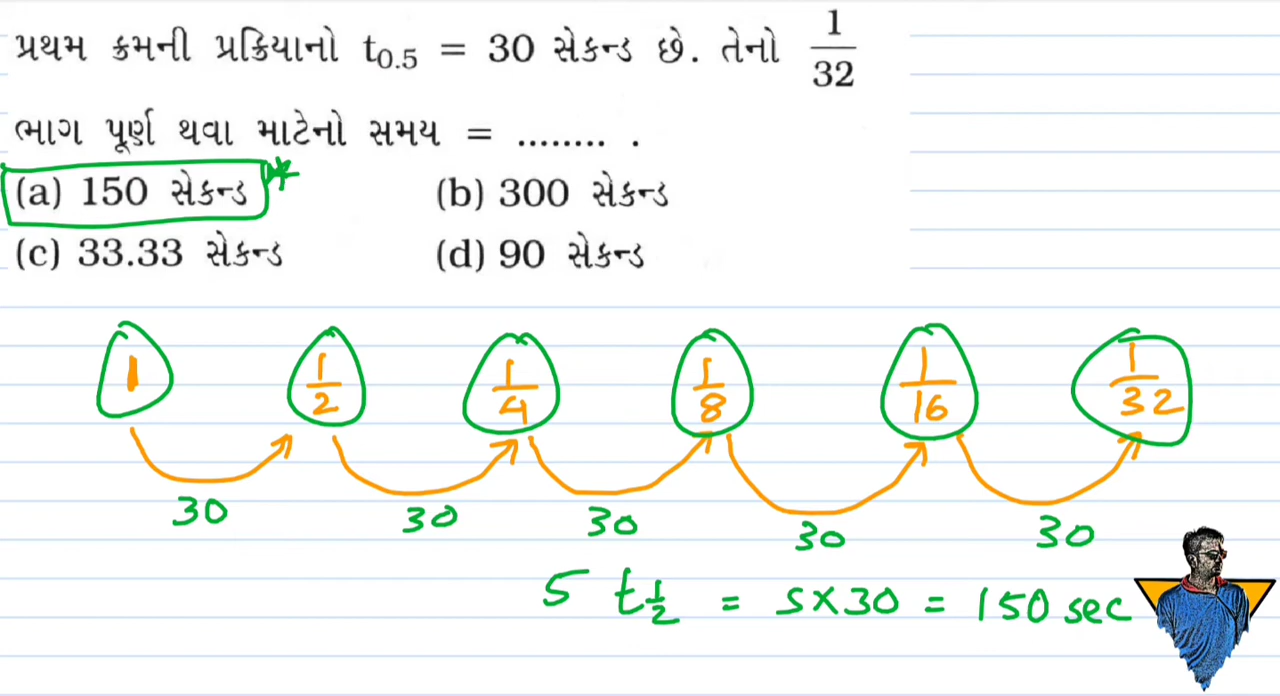 પ્રથમ ક્રમની પ્રક્રિયાનો t0.5 = 30 સેકન્ડ છે. તેનો 1/32
ભાગ પૂર્ણ થવા માટેનો સમય = ........ .
(a) 150 સેકન્ડ * (b) 300 સેકન્ડ
(c) 33.33 સેકન્ડ (d) 90 સેકન્ડ
1 1/2 1/4 1/8 1/16 1/32
30 30 30 30 30
5 t1/2 = 5×30 = 150 sec